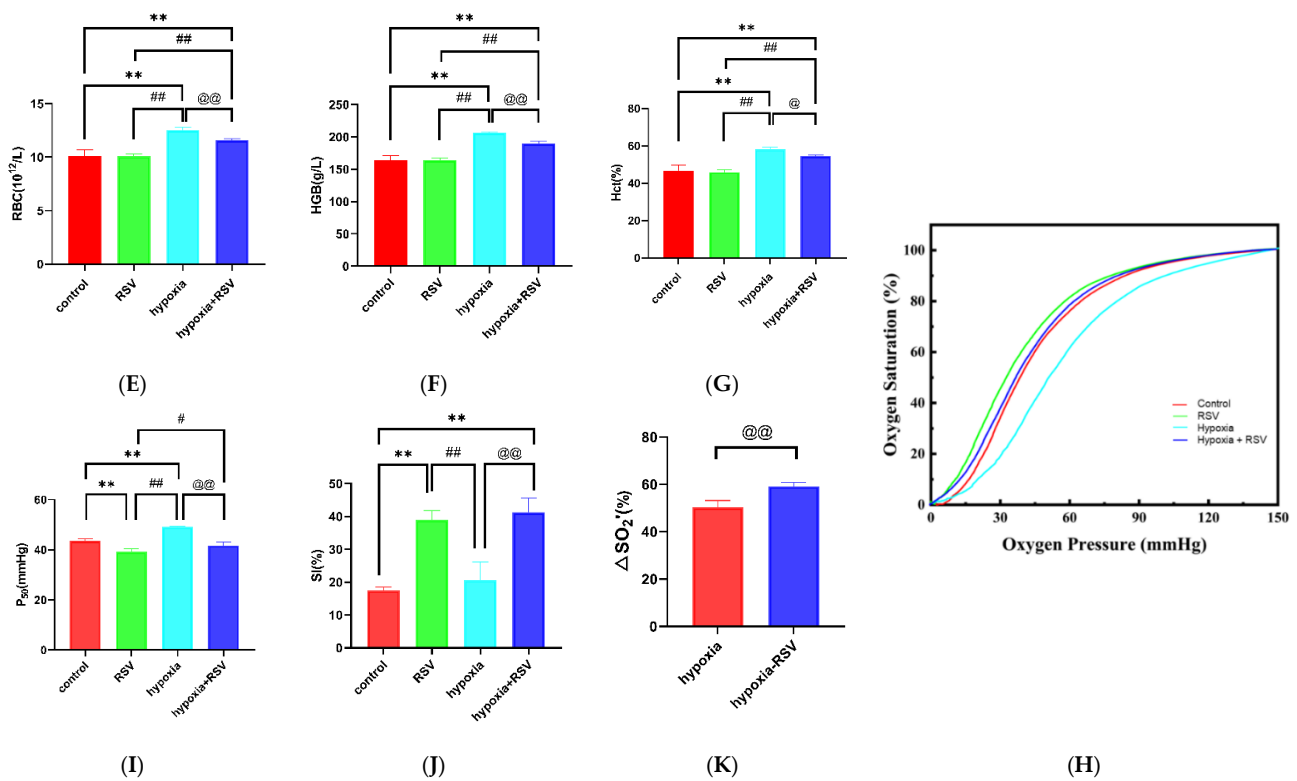 **
##
**
##
@@
15
10
5
0
RBC(10^12/L)
control
RSV
hypoxia
hypoxia+RSV
(E)
**
##
**
##
@@
250
200
150
100
50
0
HGB(g/L)
control
RSV
hypoxia
hypoxia+RSV
(F)
**
##
**
##
@
80
60
40
20
0
Hct(%)
control
RSV
hypoxia
hypoxia+RSV
(G)
100
80
60
40
20
0
Oxygen Saturation (%)
Control
RSV
Hypoxia
Hypoxia + RSV
0
30
60
90
120
150
Oxygen Pressure (mmHg)
(H)
#
**
**
##
@@
60
40
20
0
P50(mmHg)
control
RSV
hypoxia
hypoxia+RSV
(I)
**
**
##
@@
50
40
30
20
10
0
SI(%)
control
RSV
hypoxia
hypoxia+RSV
(J)
@@
80
60
40
20
0
△SO2'(%)
hypoxia
hypoxia-RSV
(K)